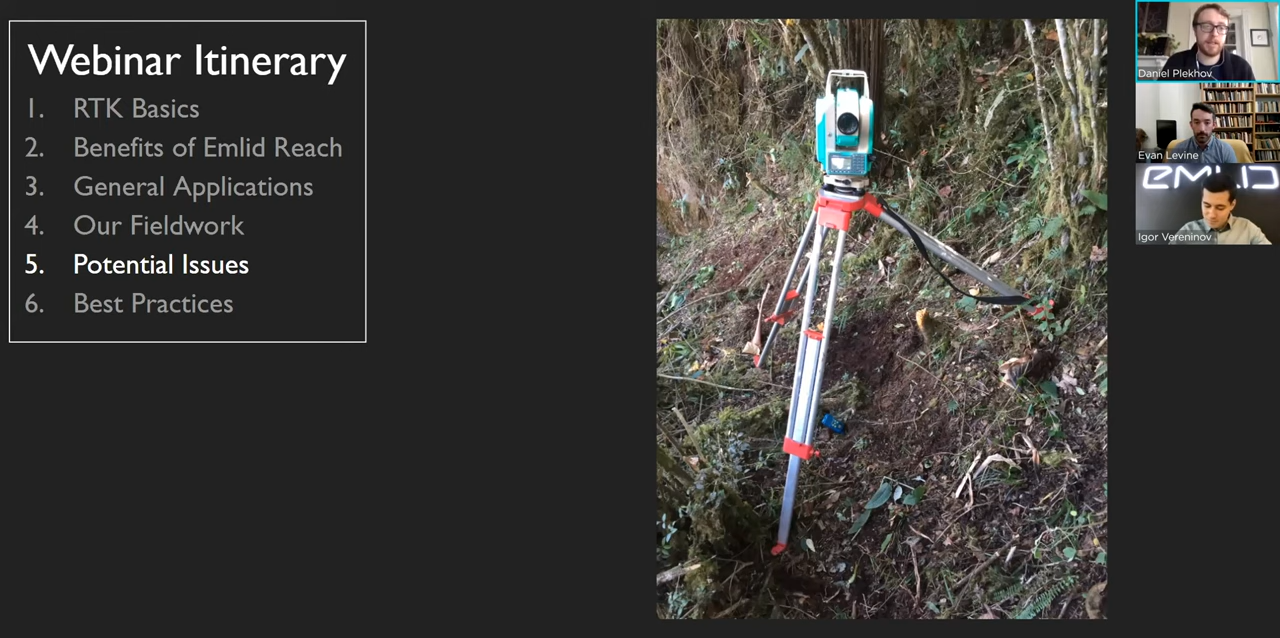 Webinar Itinerary
1. RTK Basics
2. Benefits of Emlid Reach
3. General Applications
4. Our Fieldwork
5. Potential Issues
6. Best Practices
Daniel Plekhov
Evan Levine
EMLID
Igor Vereninov